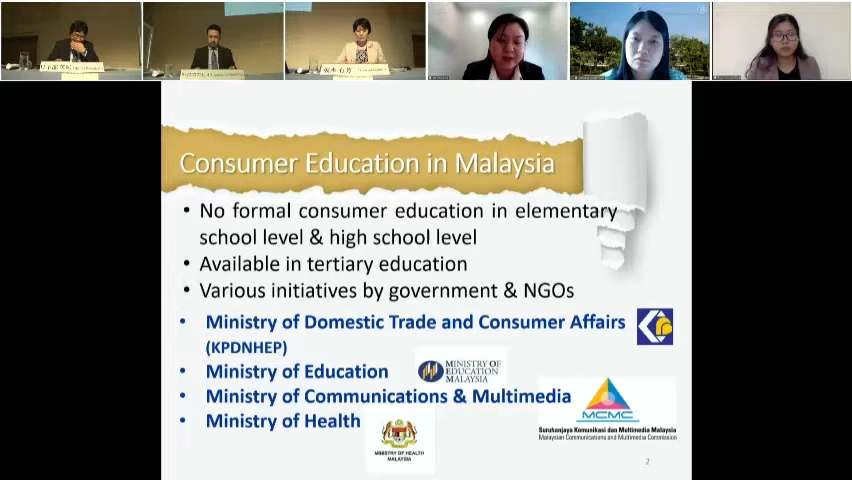 Consumer Education in Malaysia
• No formal consumer education in elementary
school level & high school level
• Available in tertiary education
• Various initiatives by government & NGOs
• Ministry of Domestic Trade and Consumer Affairs
(KPDNHEP)
• Ministry of Education
MINISTRY OF
EDUCATION
MALAYSIA
• Ministry of Communications & Multimedia
MCMC
Suruhanjaya Komunikasi dan Multimedia Malaysia
Malaysian Communications and Multimedia Commission
• Ministry of Health
MINISTRY OF HEALTH
MALAYSIA
2